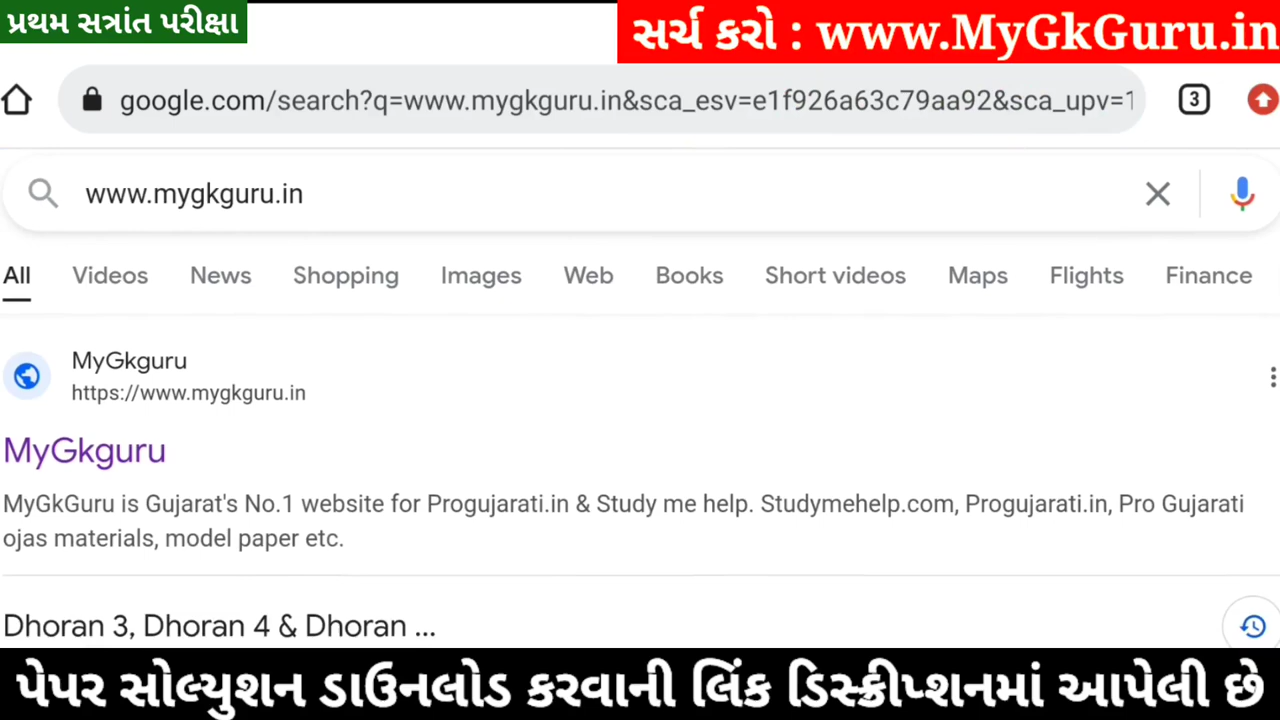 પ્રથમ સત્રાંત પરીક્ષા
સર્ચ કરો : www.MyGkGuru.in
google.com/search?q=www.mygkguru.in&sca_esv=e1f926a63c79aa92&sca_upv=1
3
www.mygkguru.in
All Videos News Shopping Images Web Books Short videos Maps Flights Finance
MyGkguru
https://www.mygkguru.in
MyGkguru
MyGkGuru is Gujarat's No.1 website for Progujarati.in & Study me help. Studymehelp.com, Progujarati.in, Pro Gujarati
ojas materials, model paper etc.
Dhoran 3, Dhoran 4 & Dhoran ...
પેપર સોલ્યુશન ડાઉનલોડ કરવાની લિંક ડિસ્ક્રીપ્શનમાં આપેલી છે